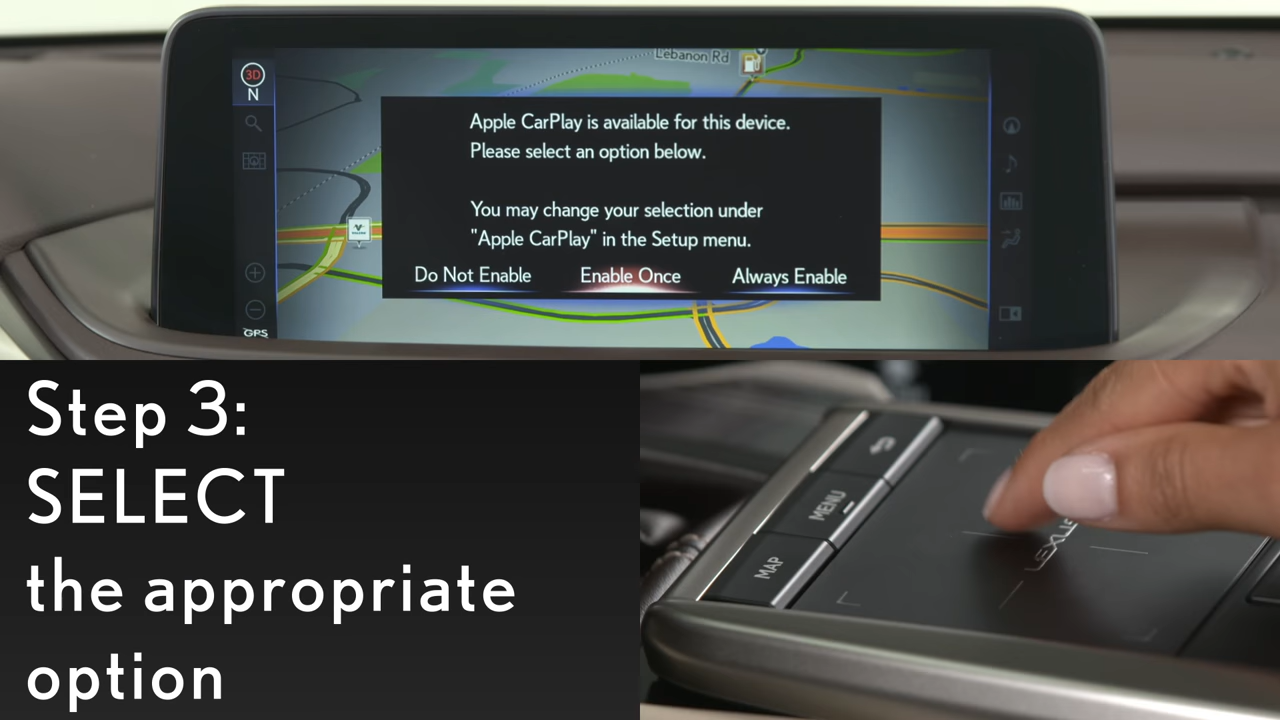 Lebanon Rd
3D
N
Apple CarPlay is available for this device.
Please select an option below.
You may change your selection under
"Apple CarPlay" in the Setup menu.
Do Not Enable
Enable Once
Always Enable
GPS
Step 3:
SELECT
the appropriate
option
MENU
MAP
LEXUS